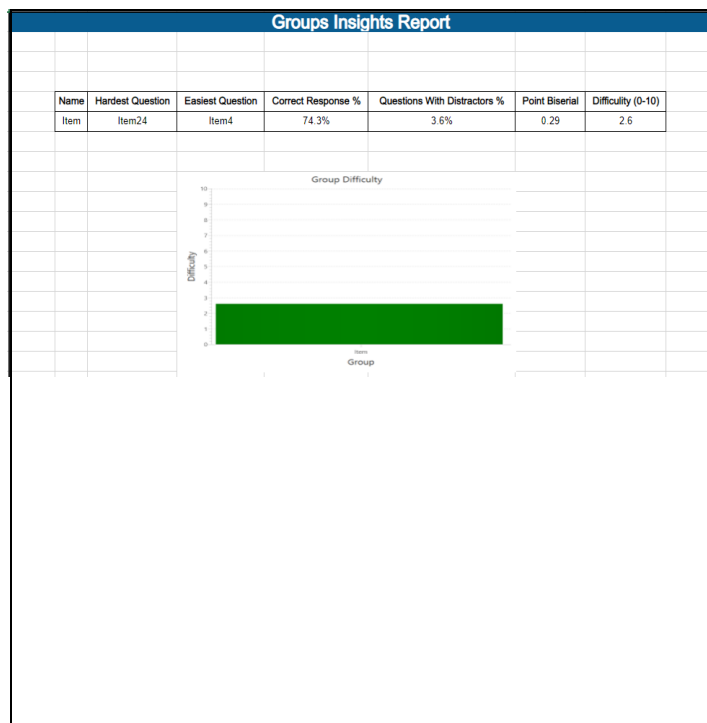 Groups Insights Report
Name Hardest Question Easiest Question Correct Response % Questions With Distractors % Point Biserial Difficulity (0-10)
Item Item24 Item4 74.3% 3.6% 0.29 2.6
Group Difficulty
10
9
8
7
6
5
4
3
2
1
0
Difficulty
Item
Group